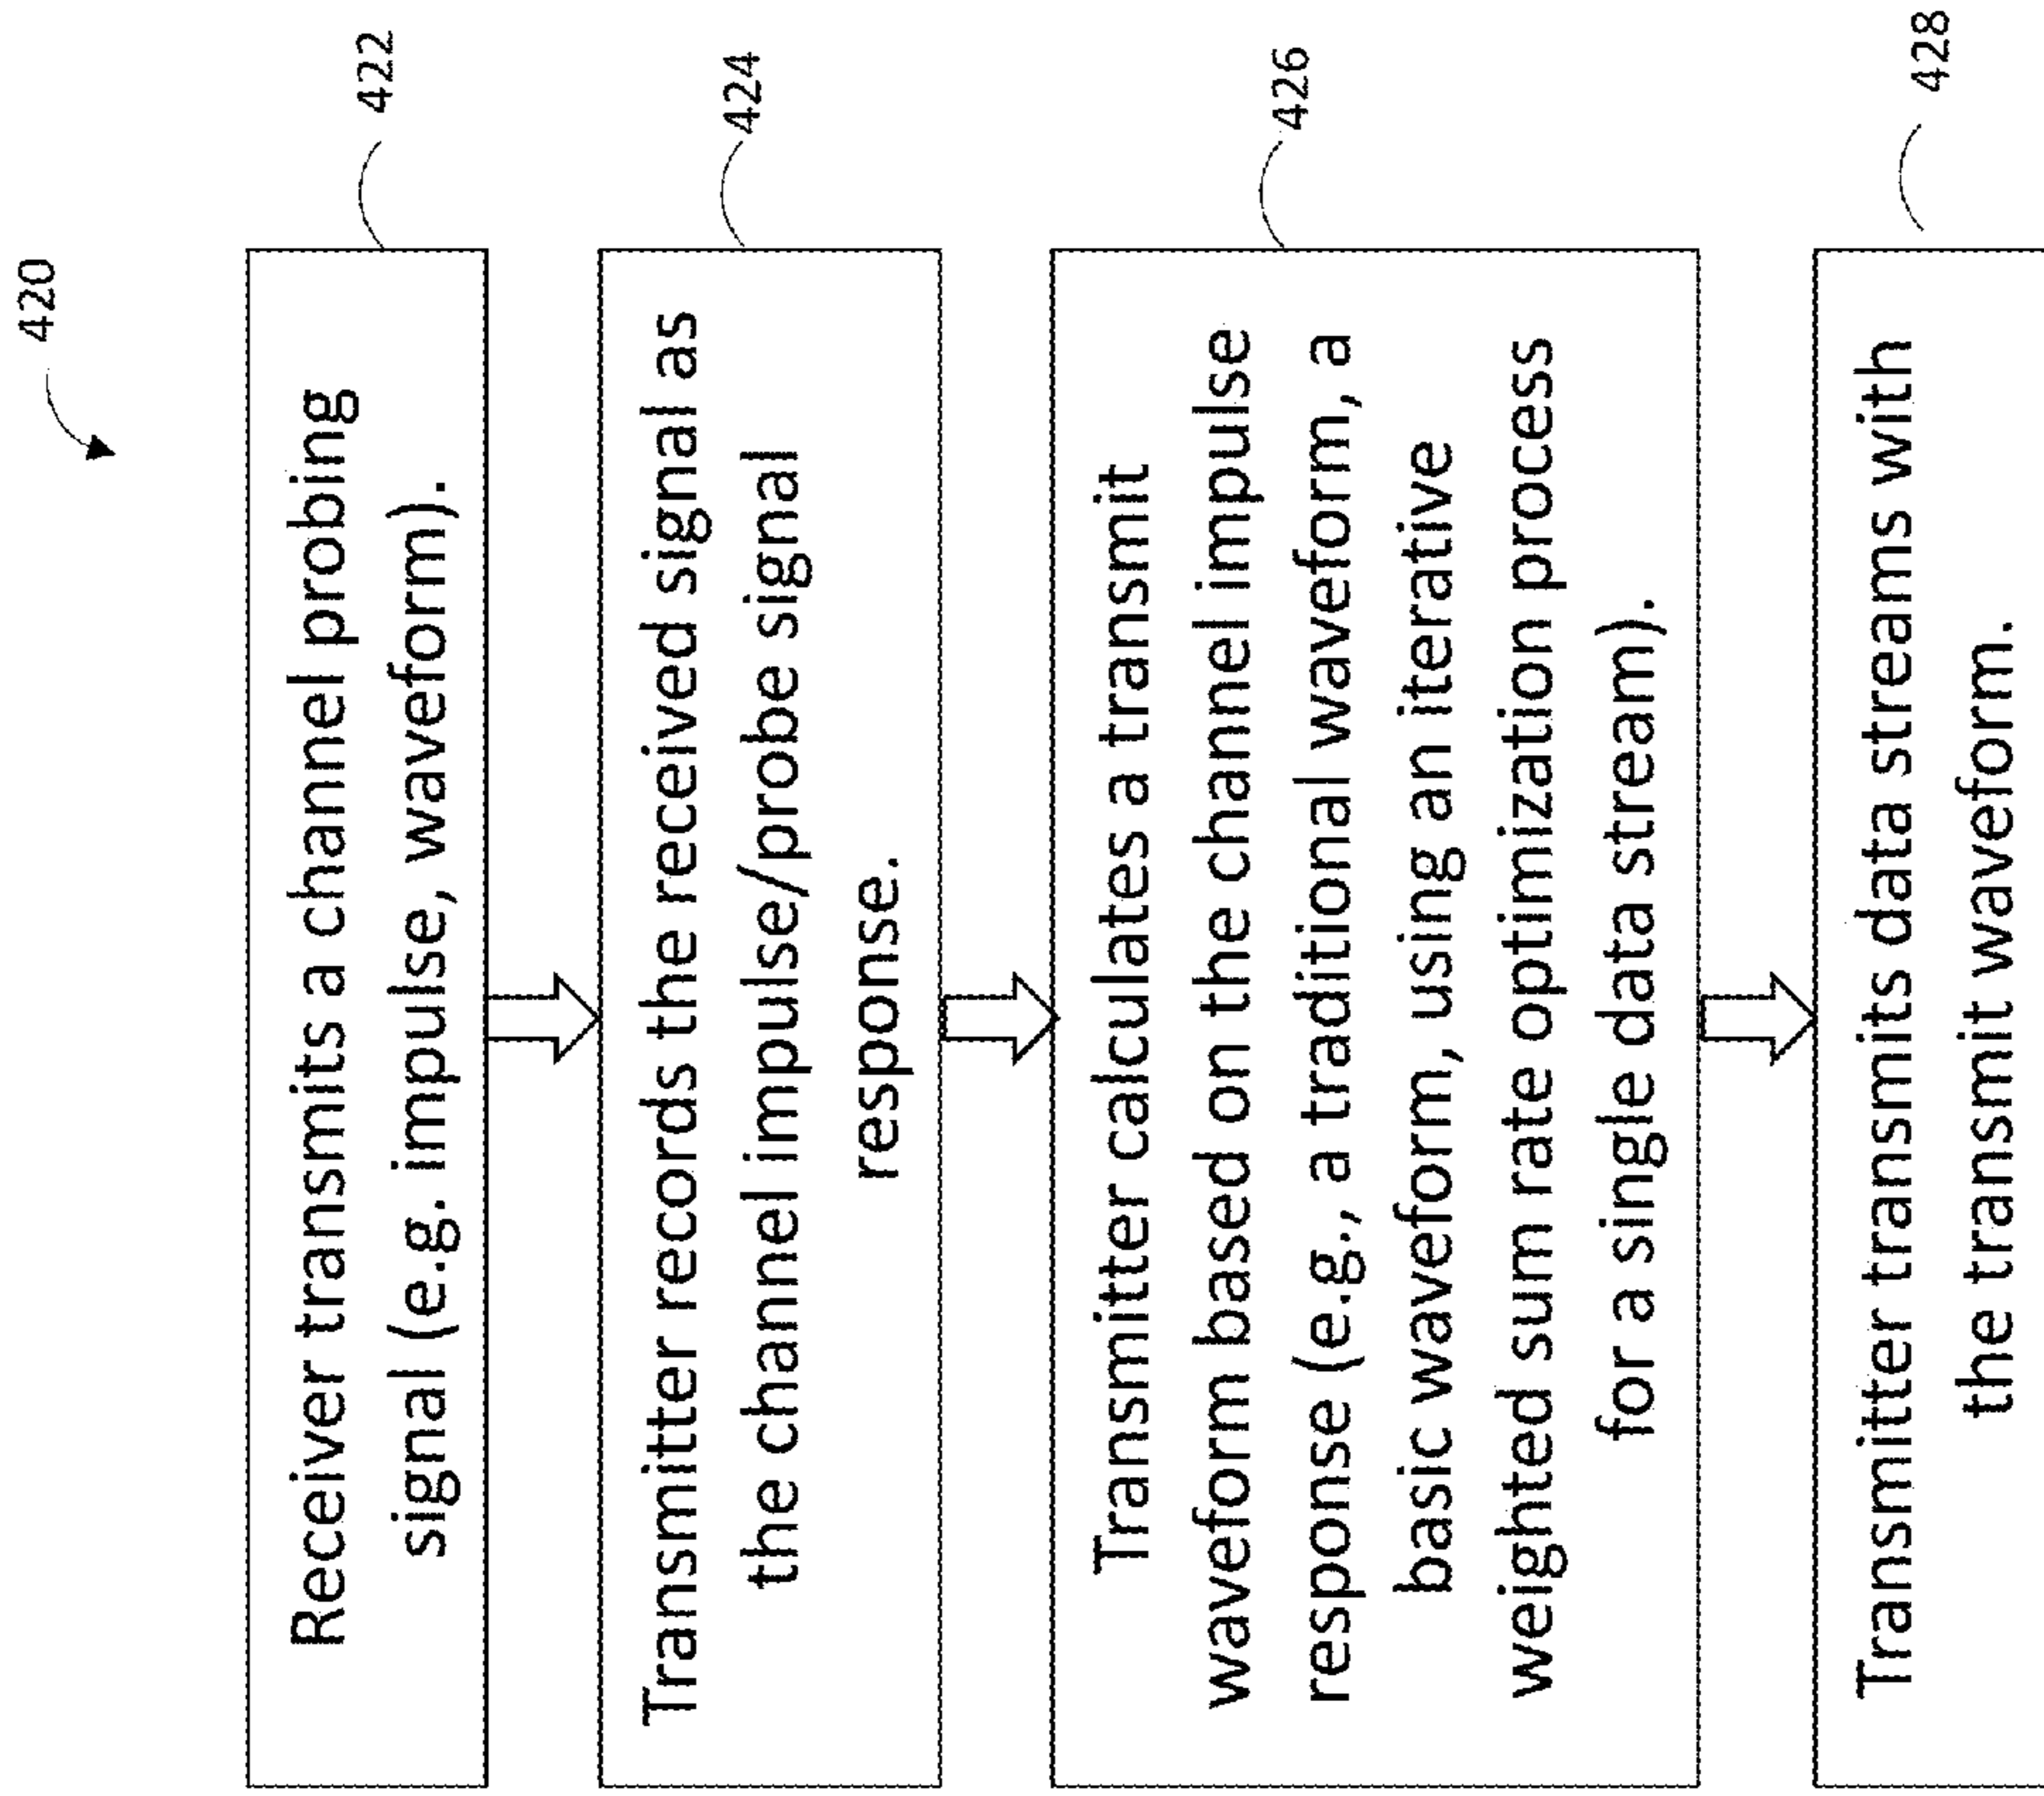 420
Receiver transmits a channel probing
signal (e.g. impulse, waveform).
422
Transmitter records the received signal as
the channel impulse/probe signal
response.
424
Transmitter calculates a transmit
waveform based on the channel impulse
response (e.g., a traditional waveform, a
basic waveform, using an iterative
weighted sum rate optimization process
for a single data stream).
426
Transmitter transmits data streams with
the transmit waveform.
428